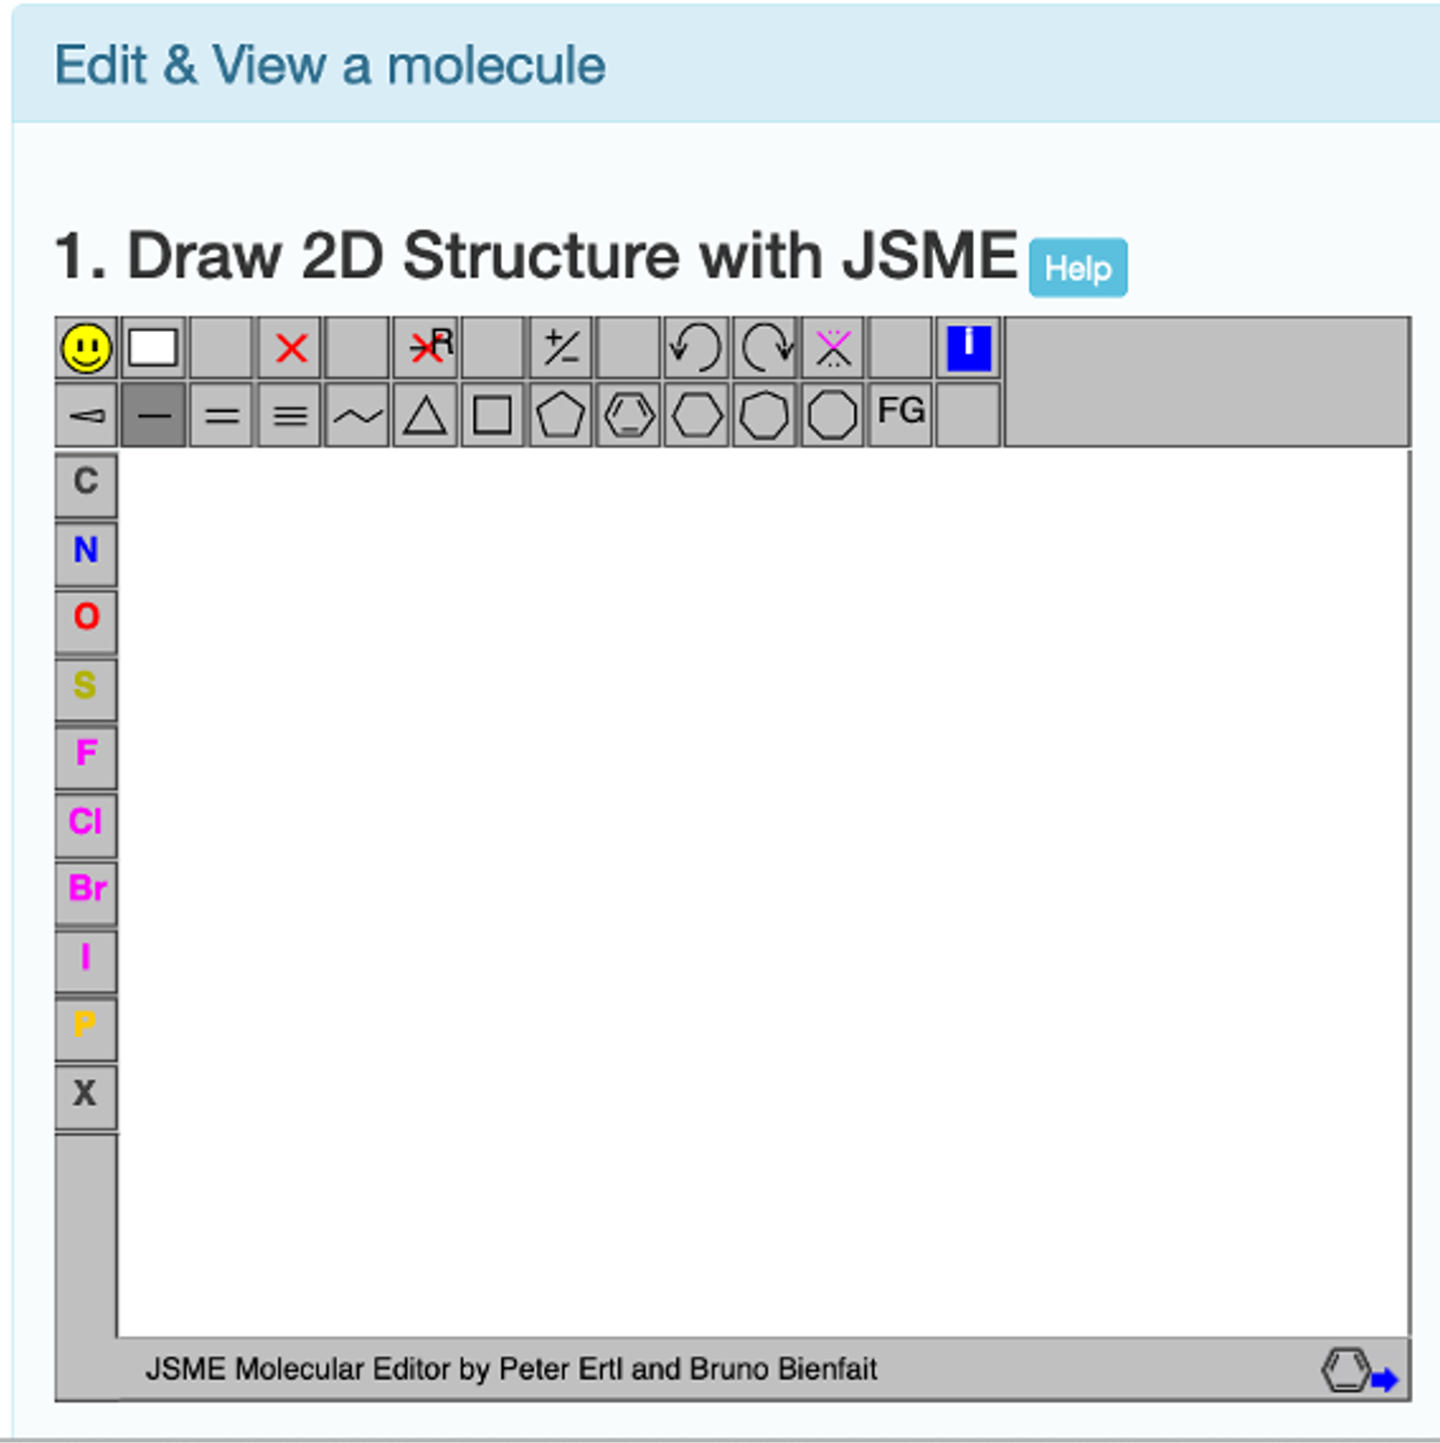 Edit & View a molecule
1. Draw 2D Structure with JSME Help
R +/- i
FG
C
N
O
S
F
Cl
Br
I
P
X
JSME Molecular Editor by Peter Ertl and Bruno Bienfait